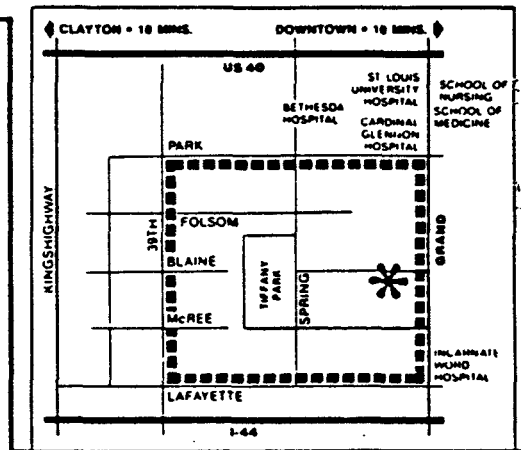 CLAYTON • 10 MINS.
DOWNTOWN • 10 MINS.
US 40
ST LOUIS
UNIVERSITY
HOSPITAL
SCHOOL OF
NURSING
SCHOOL OF
MEDICINE
BETHESDA
HOSPITAL
CARDINAL
GLENNON
HOSPITAL
PARK
KINGSHIGHWAY
39TH
FOLSOM
BLAINE
TIFFANY
PARK
SPRING
GRAND
McREE
INCARNATE
WORD
HOSPITAL
LAFAYETTE
I-44